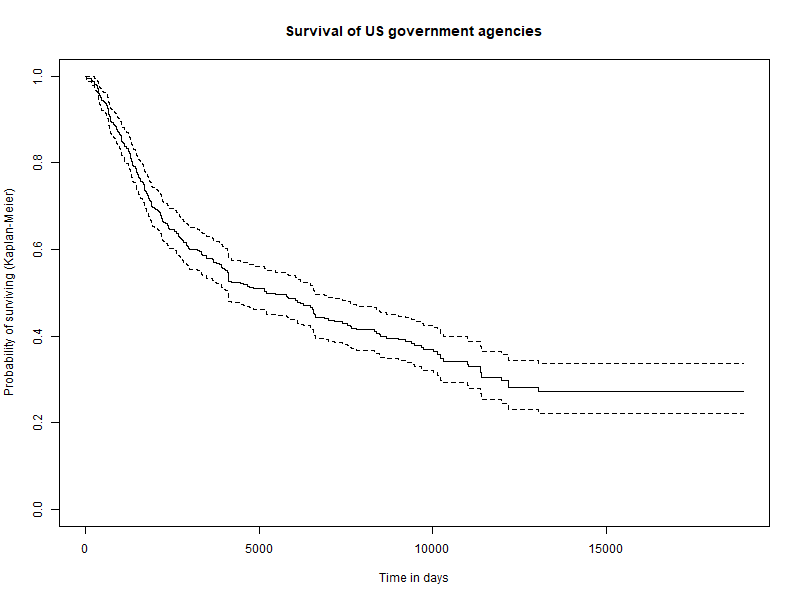 Survival of US government agencies
Probability of surviving (Kaplan-Meier)
1.0
0.8
0.6
0.4
0.2
0.0
0 5000 10000 15000
Time in days